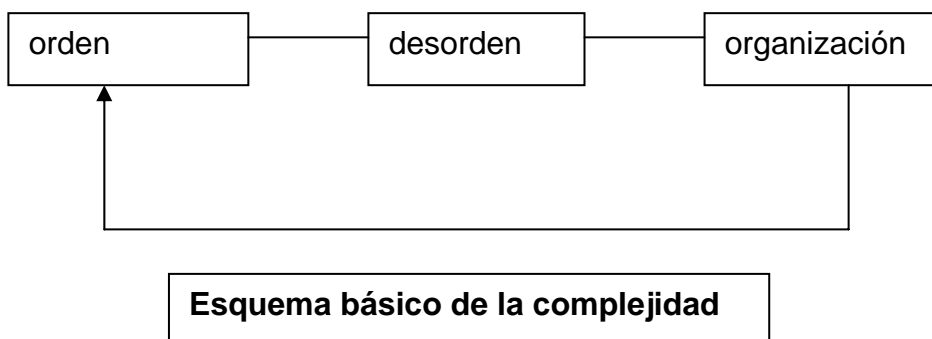 orden
desorden
organización
Esquema básico de la complejidad